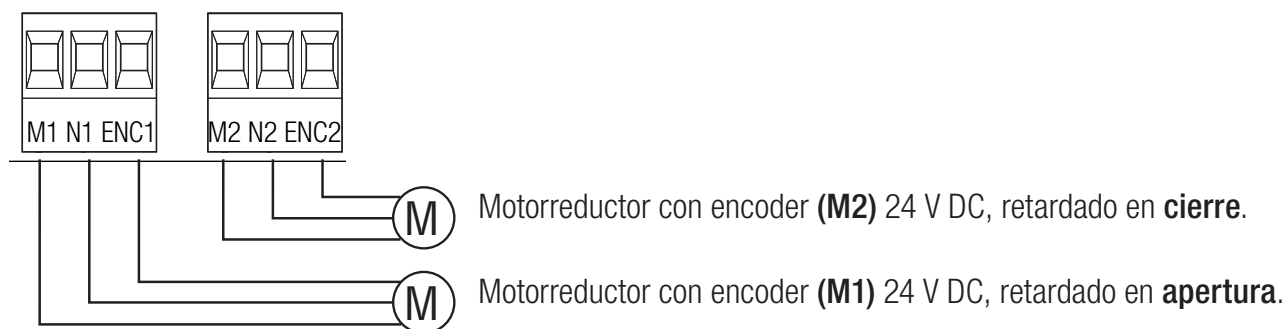 M1 N1 ENC1
M2 N2 ENC2
M Motorreductor con encoder (M2) 24 V DC, retardado en cierre.
M Motorreductor con encoder (M1) 24 V DC, retardado en apertura.